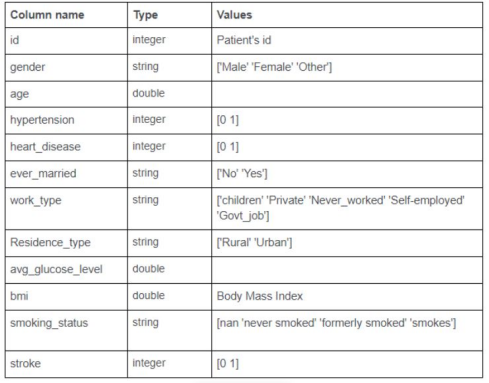 Column name Type Values
id integer Patient's id
gender string ['Male' 'Female' 'Other']
age double
hypertension integer [0 1]
heart_disease integer [0 1]
ever_married string ['No' 'Yes']
work_type string ['children' 'Private' 'Never_worked' 'Self-employed'
'Govt_job']
Residence_type string ['Rural' 'Urban']
avg_glucose_level double
bmi double Body Mass Index
smoking_status string [nan 'never smoked' 'formerly smoked' 'smokes']
stroke integer [0 1]